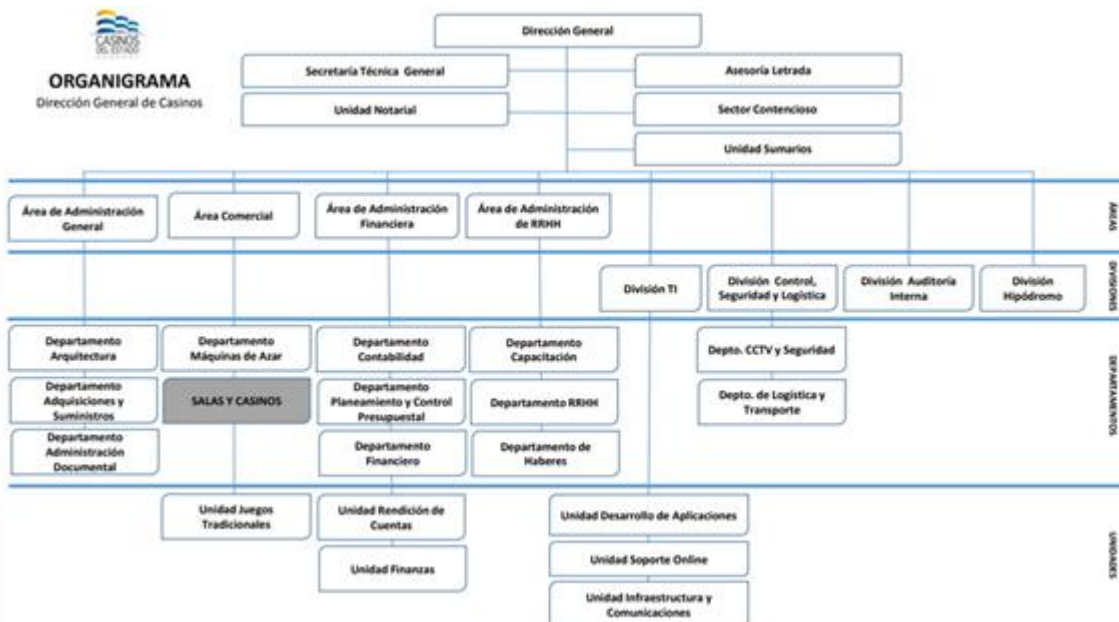 CASINOS
DEL ESTADO
ORGANIGRAMA
Dirección General de Casinos
Dirección General
Secretaría Técnica General
Asesoría Letrada
Unidad Notarial
Sector Contencioso
Unidad Sumarios
Área de Administración
General
Área Comercial
Área de Administración
Financiera
Área de Administración
de RRHH
ÁREAS
División TI
División Control,
Seguridad y Logística
División Auditoría
Interna
División
Hipódromo
DIVISIONES
Departamento
Arquitectura
Departamento
Máquinas de Azar
Departamento
Contabilidad
Departamento
Capacitación
Depto. CCTV y Seguridad
Departamento
Adquisiciones y
Suministros
SALAS Y CASINOS
Departamento
Planeamiento y Control
Presupuestal
Departamento RRHH
Depto. de Logística y
Transporte
Departamento
Administración
Documental
Departamento
Financiero
Departamento de
Haberes
DEPARTAMENTOS
Unidad Juegos
Tradicionales
Unidad Rendición de
Cuentas
Unidad Desarrollo de Aplicaciones
Unidad Finanzas
Unidad Soporte Online
Unidad Infraestructura y
Comunicaciones
UNIDADES